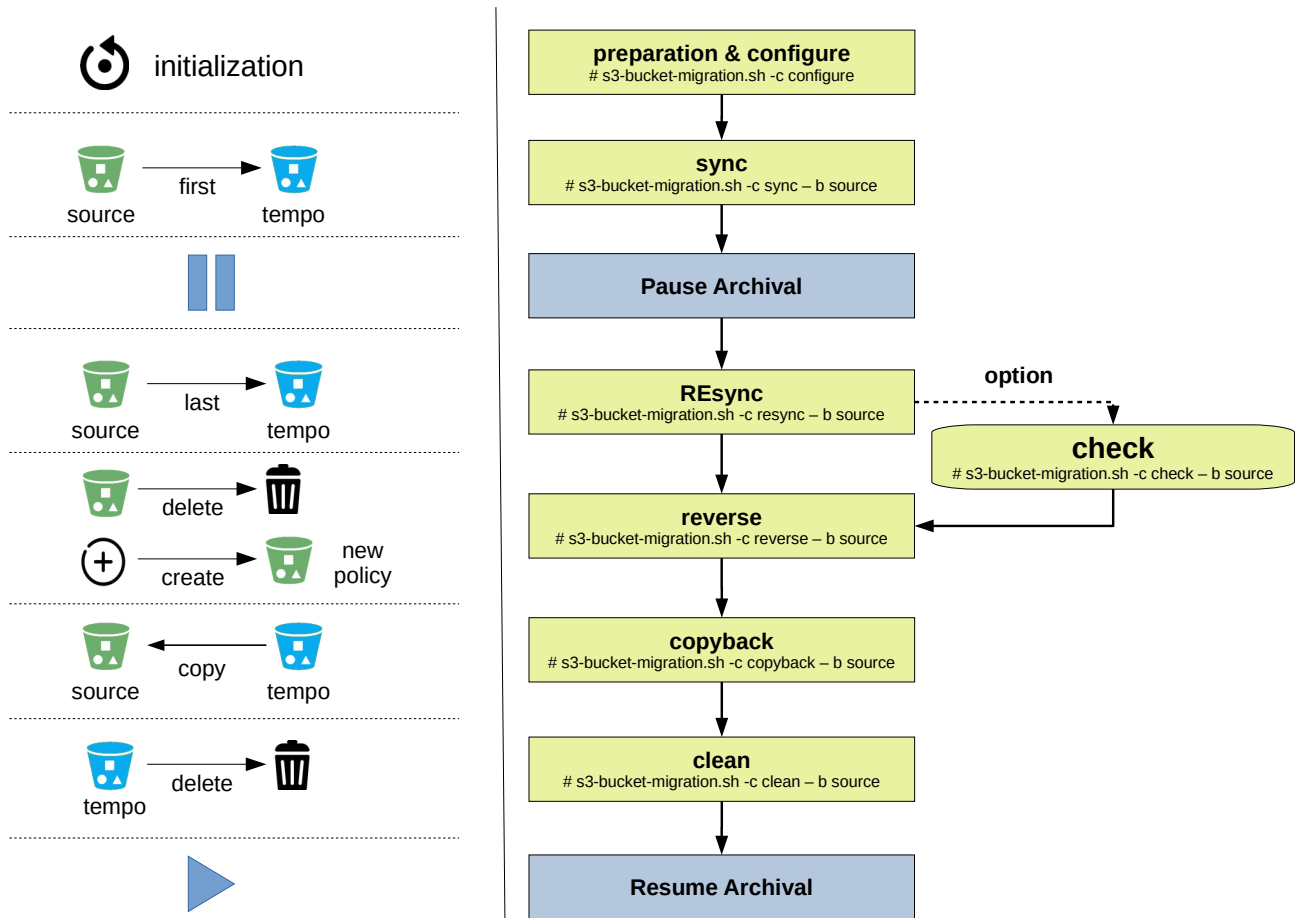 initialization
first
source
tempo
last
source
tempo
delete
create
new
policy
copy
source
tempo
delete
tempo
preparation & configure
# s3-bucket-migration.sh -c configure
sync
# s3-bucket-migration.sh -c sync – b source
Pause Archival
REsync
# s3-bucket-migration.sh -c resync – b source
option
check
# s3-bucket-migration.sh -c check – b source
reverse
# s3-bucket-migration.sh -c reverse – b source
copyback
# s3-bucket-migration.sh -c copyback – b source
clean
# s3-bucket-migration.sh -c clean – b source
Resume Archival